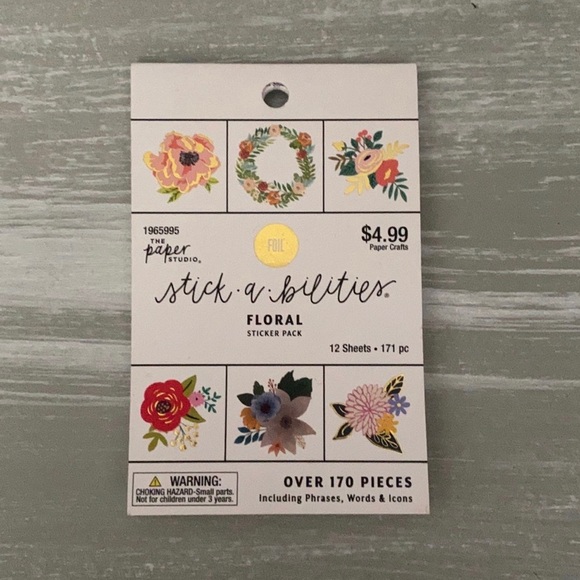 1965995
THE
paper
STUDIO®
FOIL
$4.99
Paper Crafts
stick·a·bilities®
FLORAL
STICKER PACK
12 Sheets • 171 pc
WARNING:
CHOKING HAZARD-Small parts.
Not for children under 3 years.
OVER 170 PIECES
Including Phrases, Words & Icons